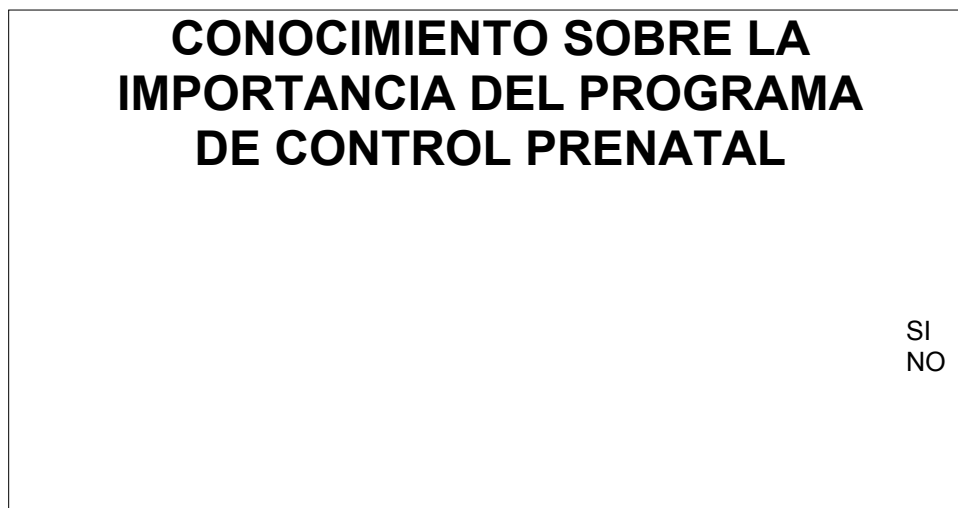 CONOCIMIENTO SOBRE LA
IMPORTANCIA DEL PROGRAMA
DE CONTROL PRENATAL
SI
NO